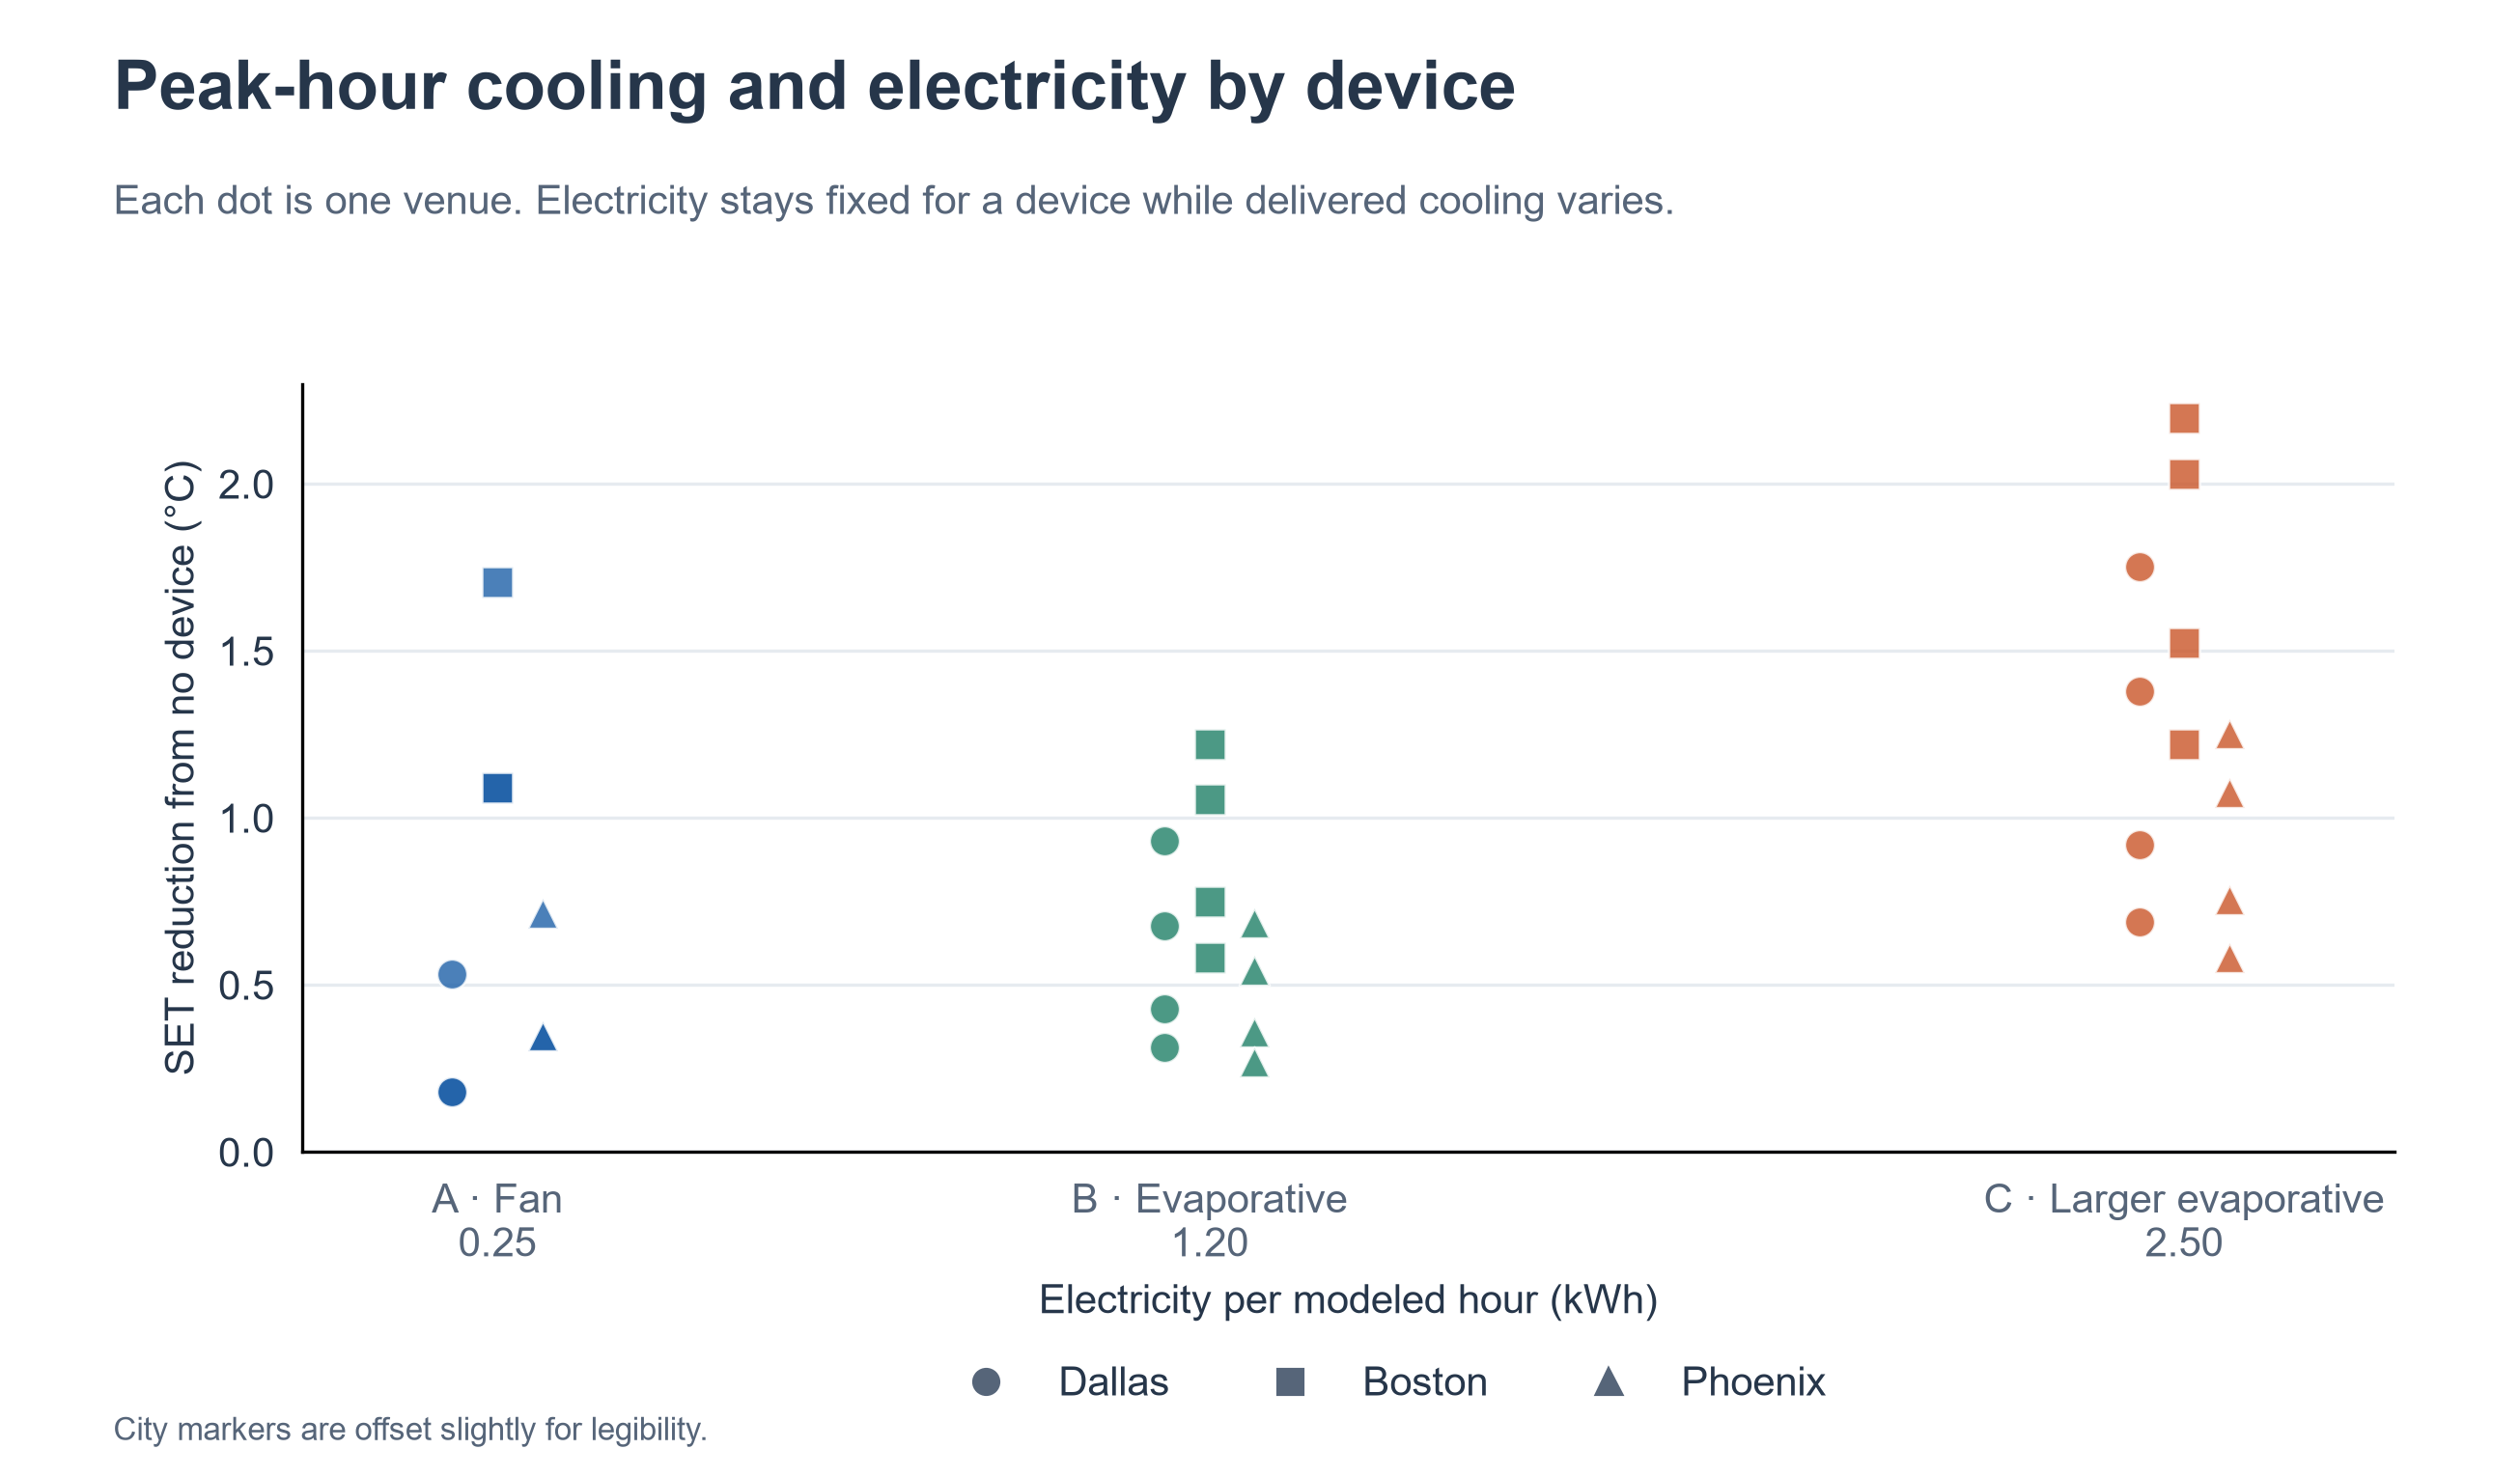 Peak-hour cooling and electricity by device
Each dot is one venue. Electricity stays fixed for a device while delivered cooling varies.
SET reduction from no device (°C)
2.0
1.5
1.0
0.5
0.0
A · Fan
0.25
B · Evaporative
1.20
C · Larger evaporative
2.50
Electricity per modeled hour (kWh)
Dallas
Boston
Phoenix
City markers are offset slightly for legibility.